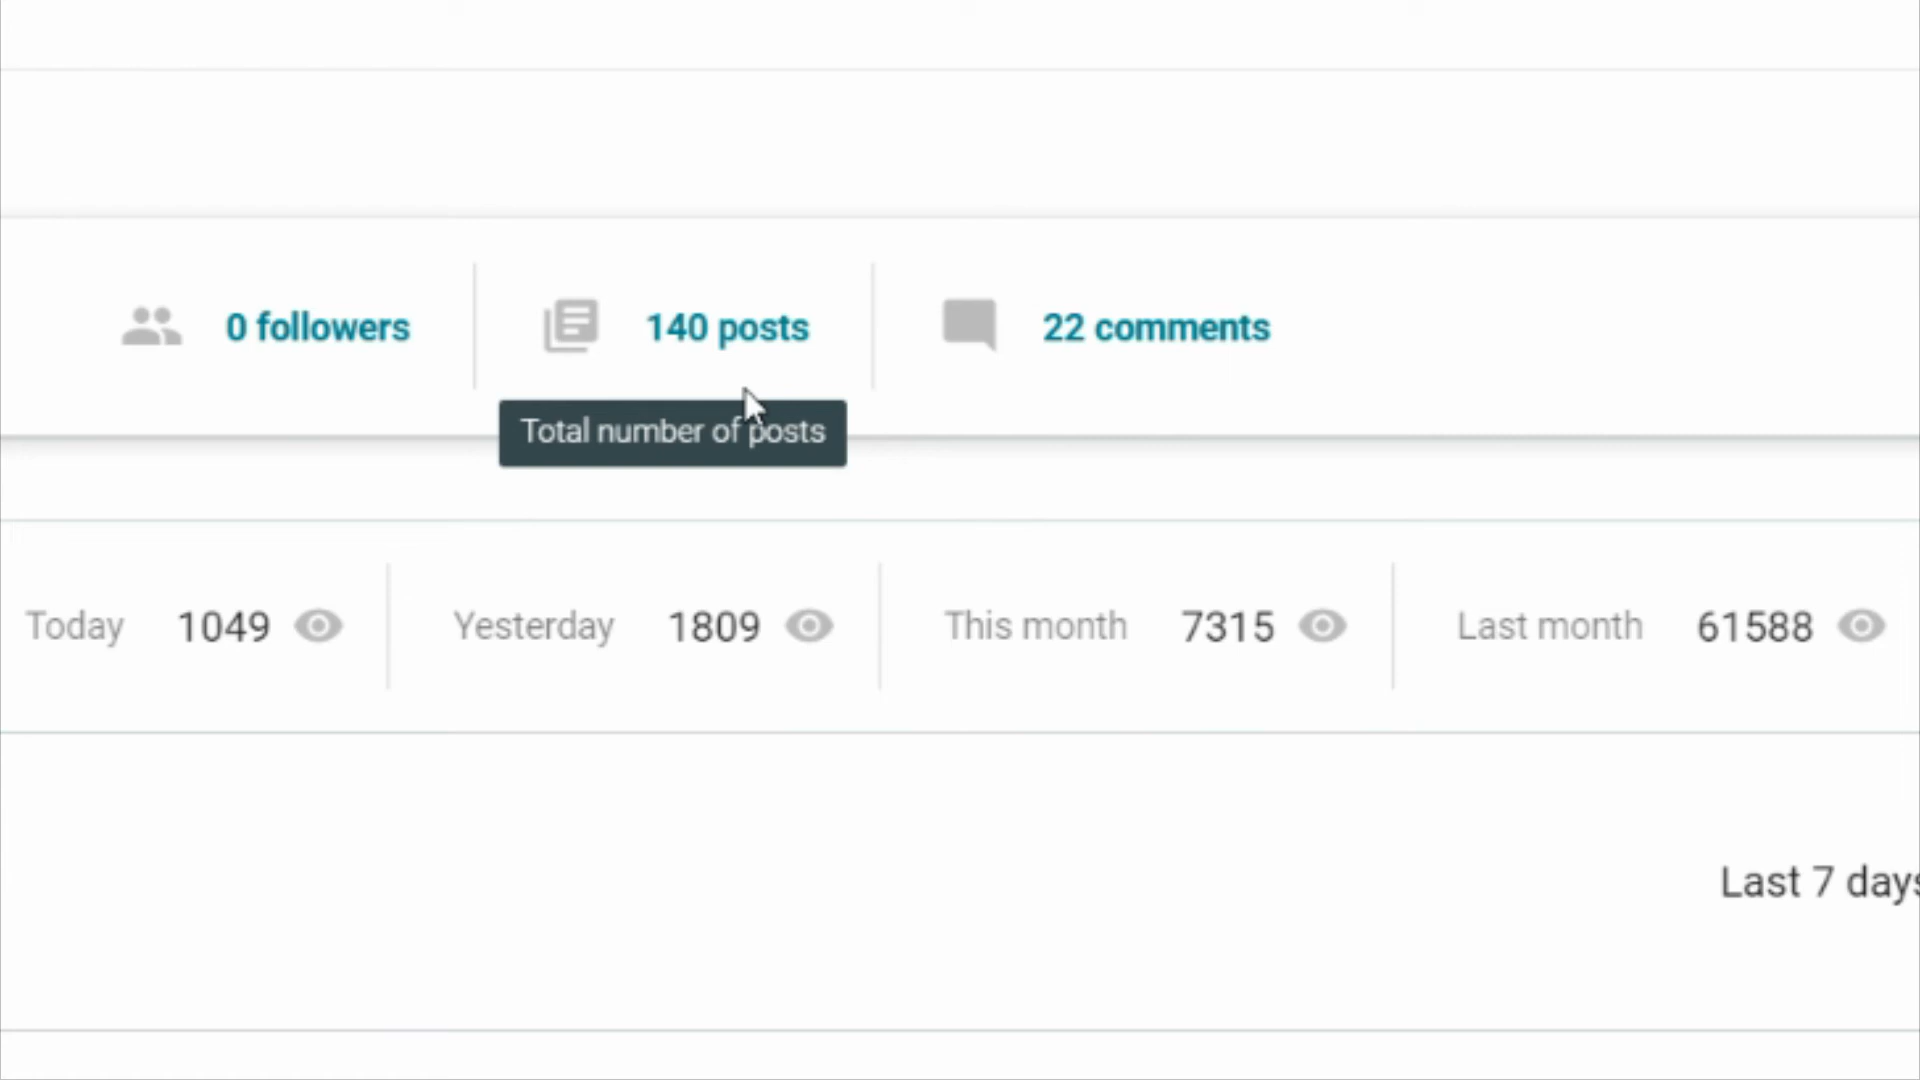 0 followers 140 posts 22 comments
Total number of posts
Today 1049 Yesterday 1809 This month 7315 Last month 61588
Last 7 days